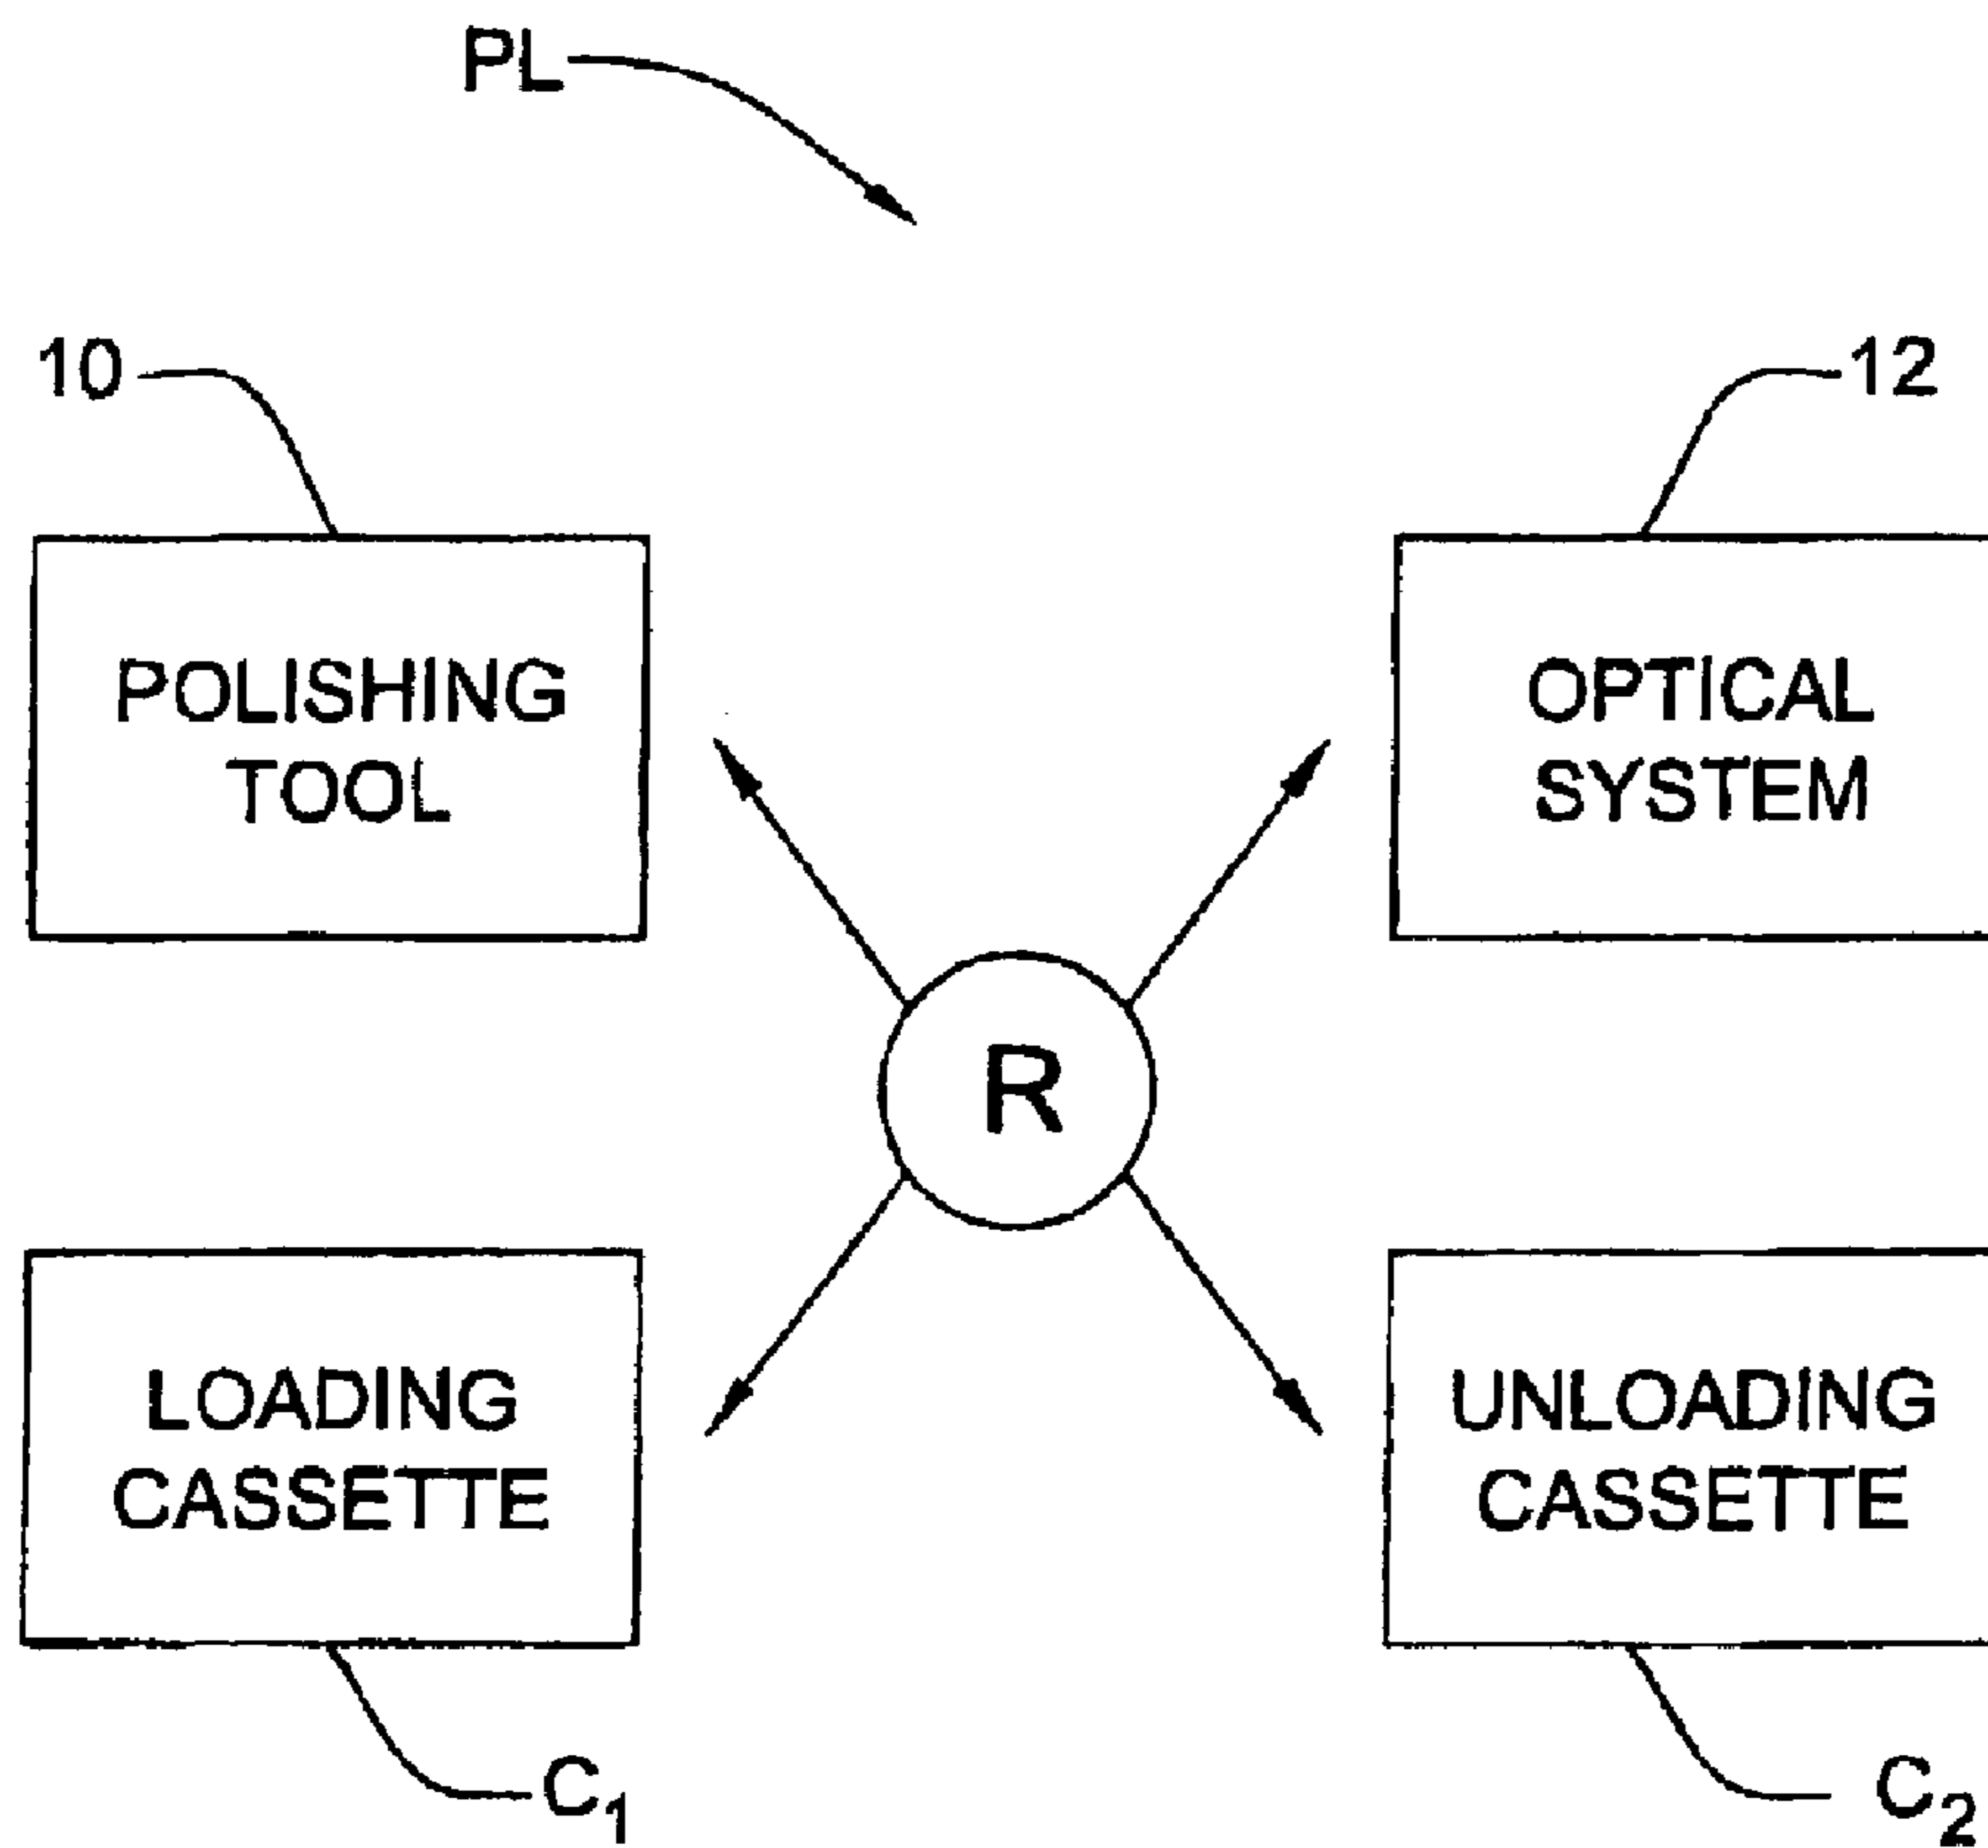 PL
10
12
POLISHING
TOOL
OPTICAL
SYSTEM
R
LOADING
CASSETTE
UNLOADING
CASSETTE
C1
C2